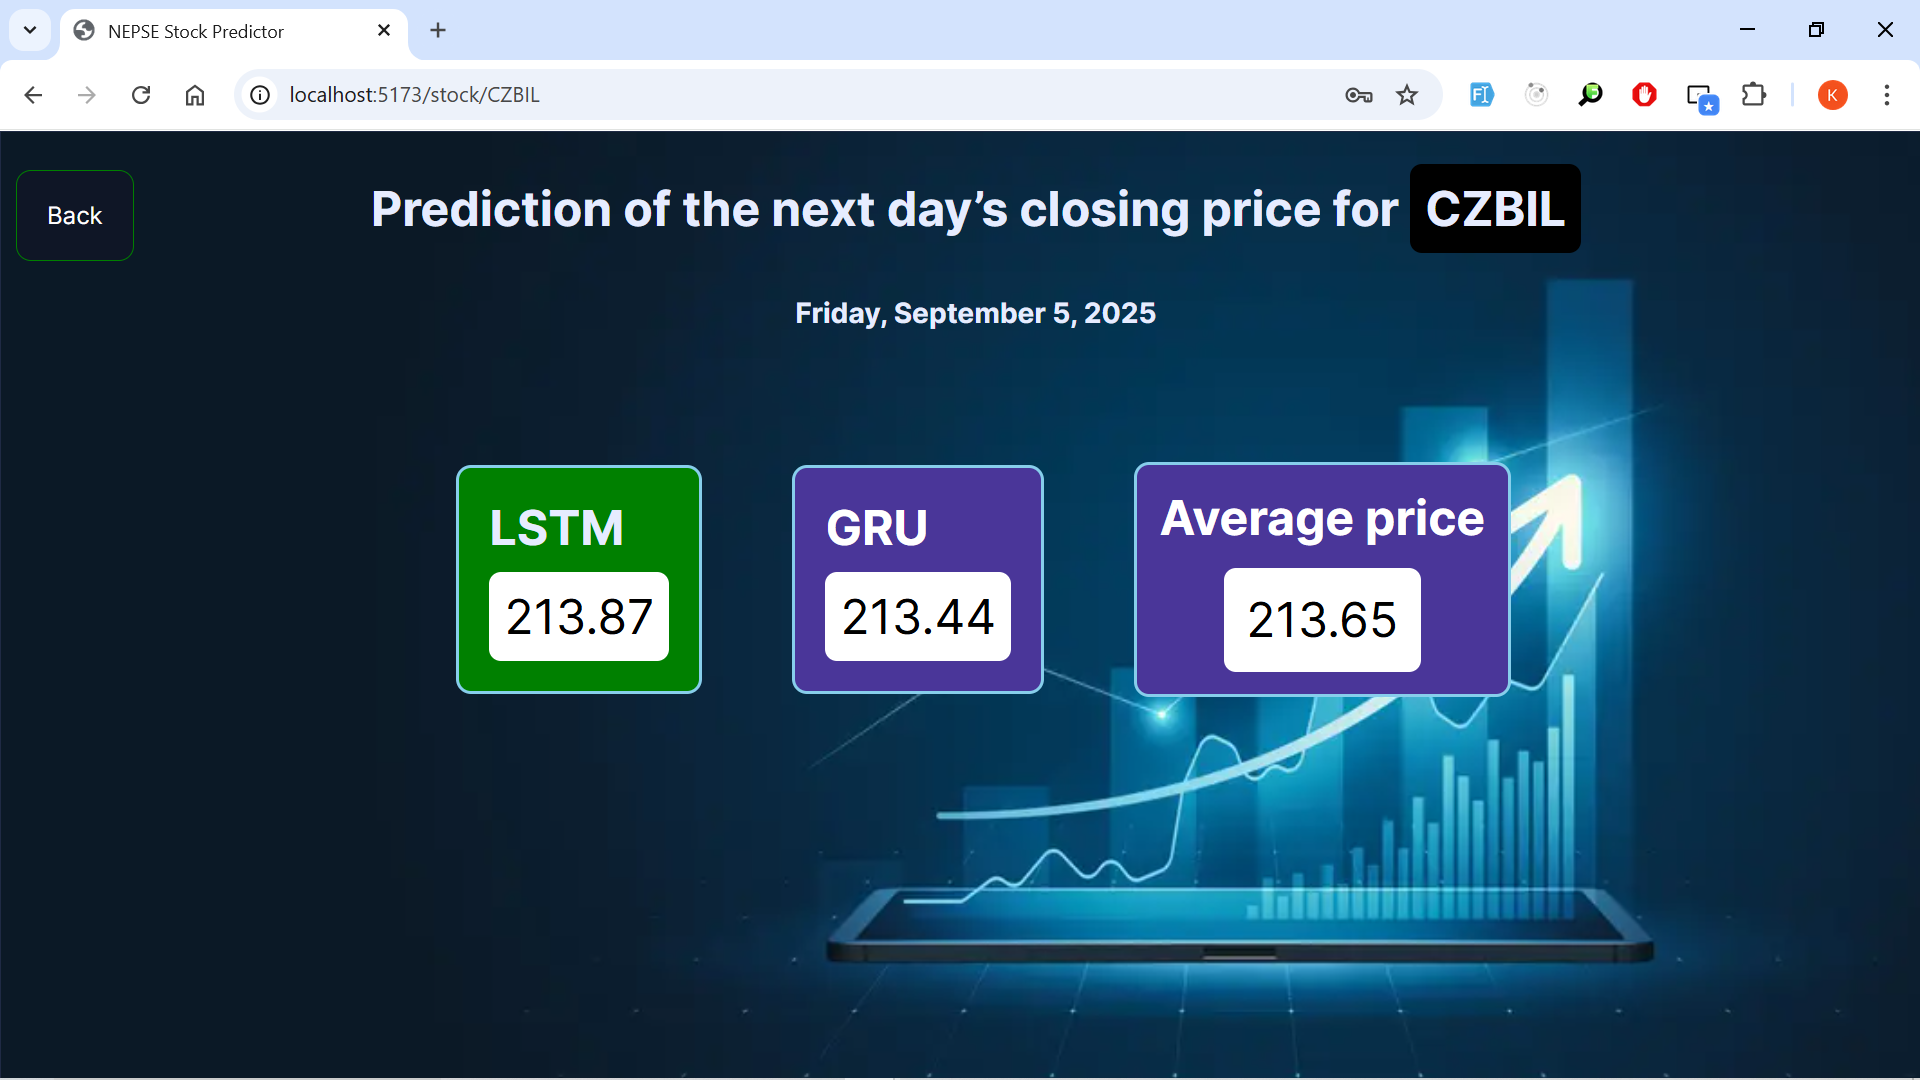 NEPSE Stock Predictor
localhost:5173/stock/CZBIL
K
Back
Prediction of the next day’s closing price for CZBIL
Friday, September 5, 2025
LSTM
213.87
GRU
213.44
Average price
213.65